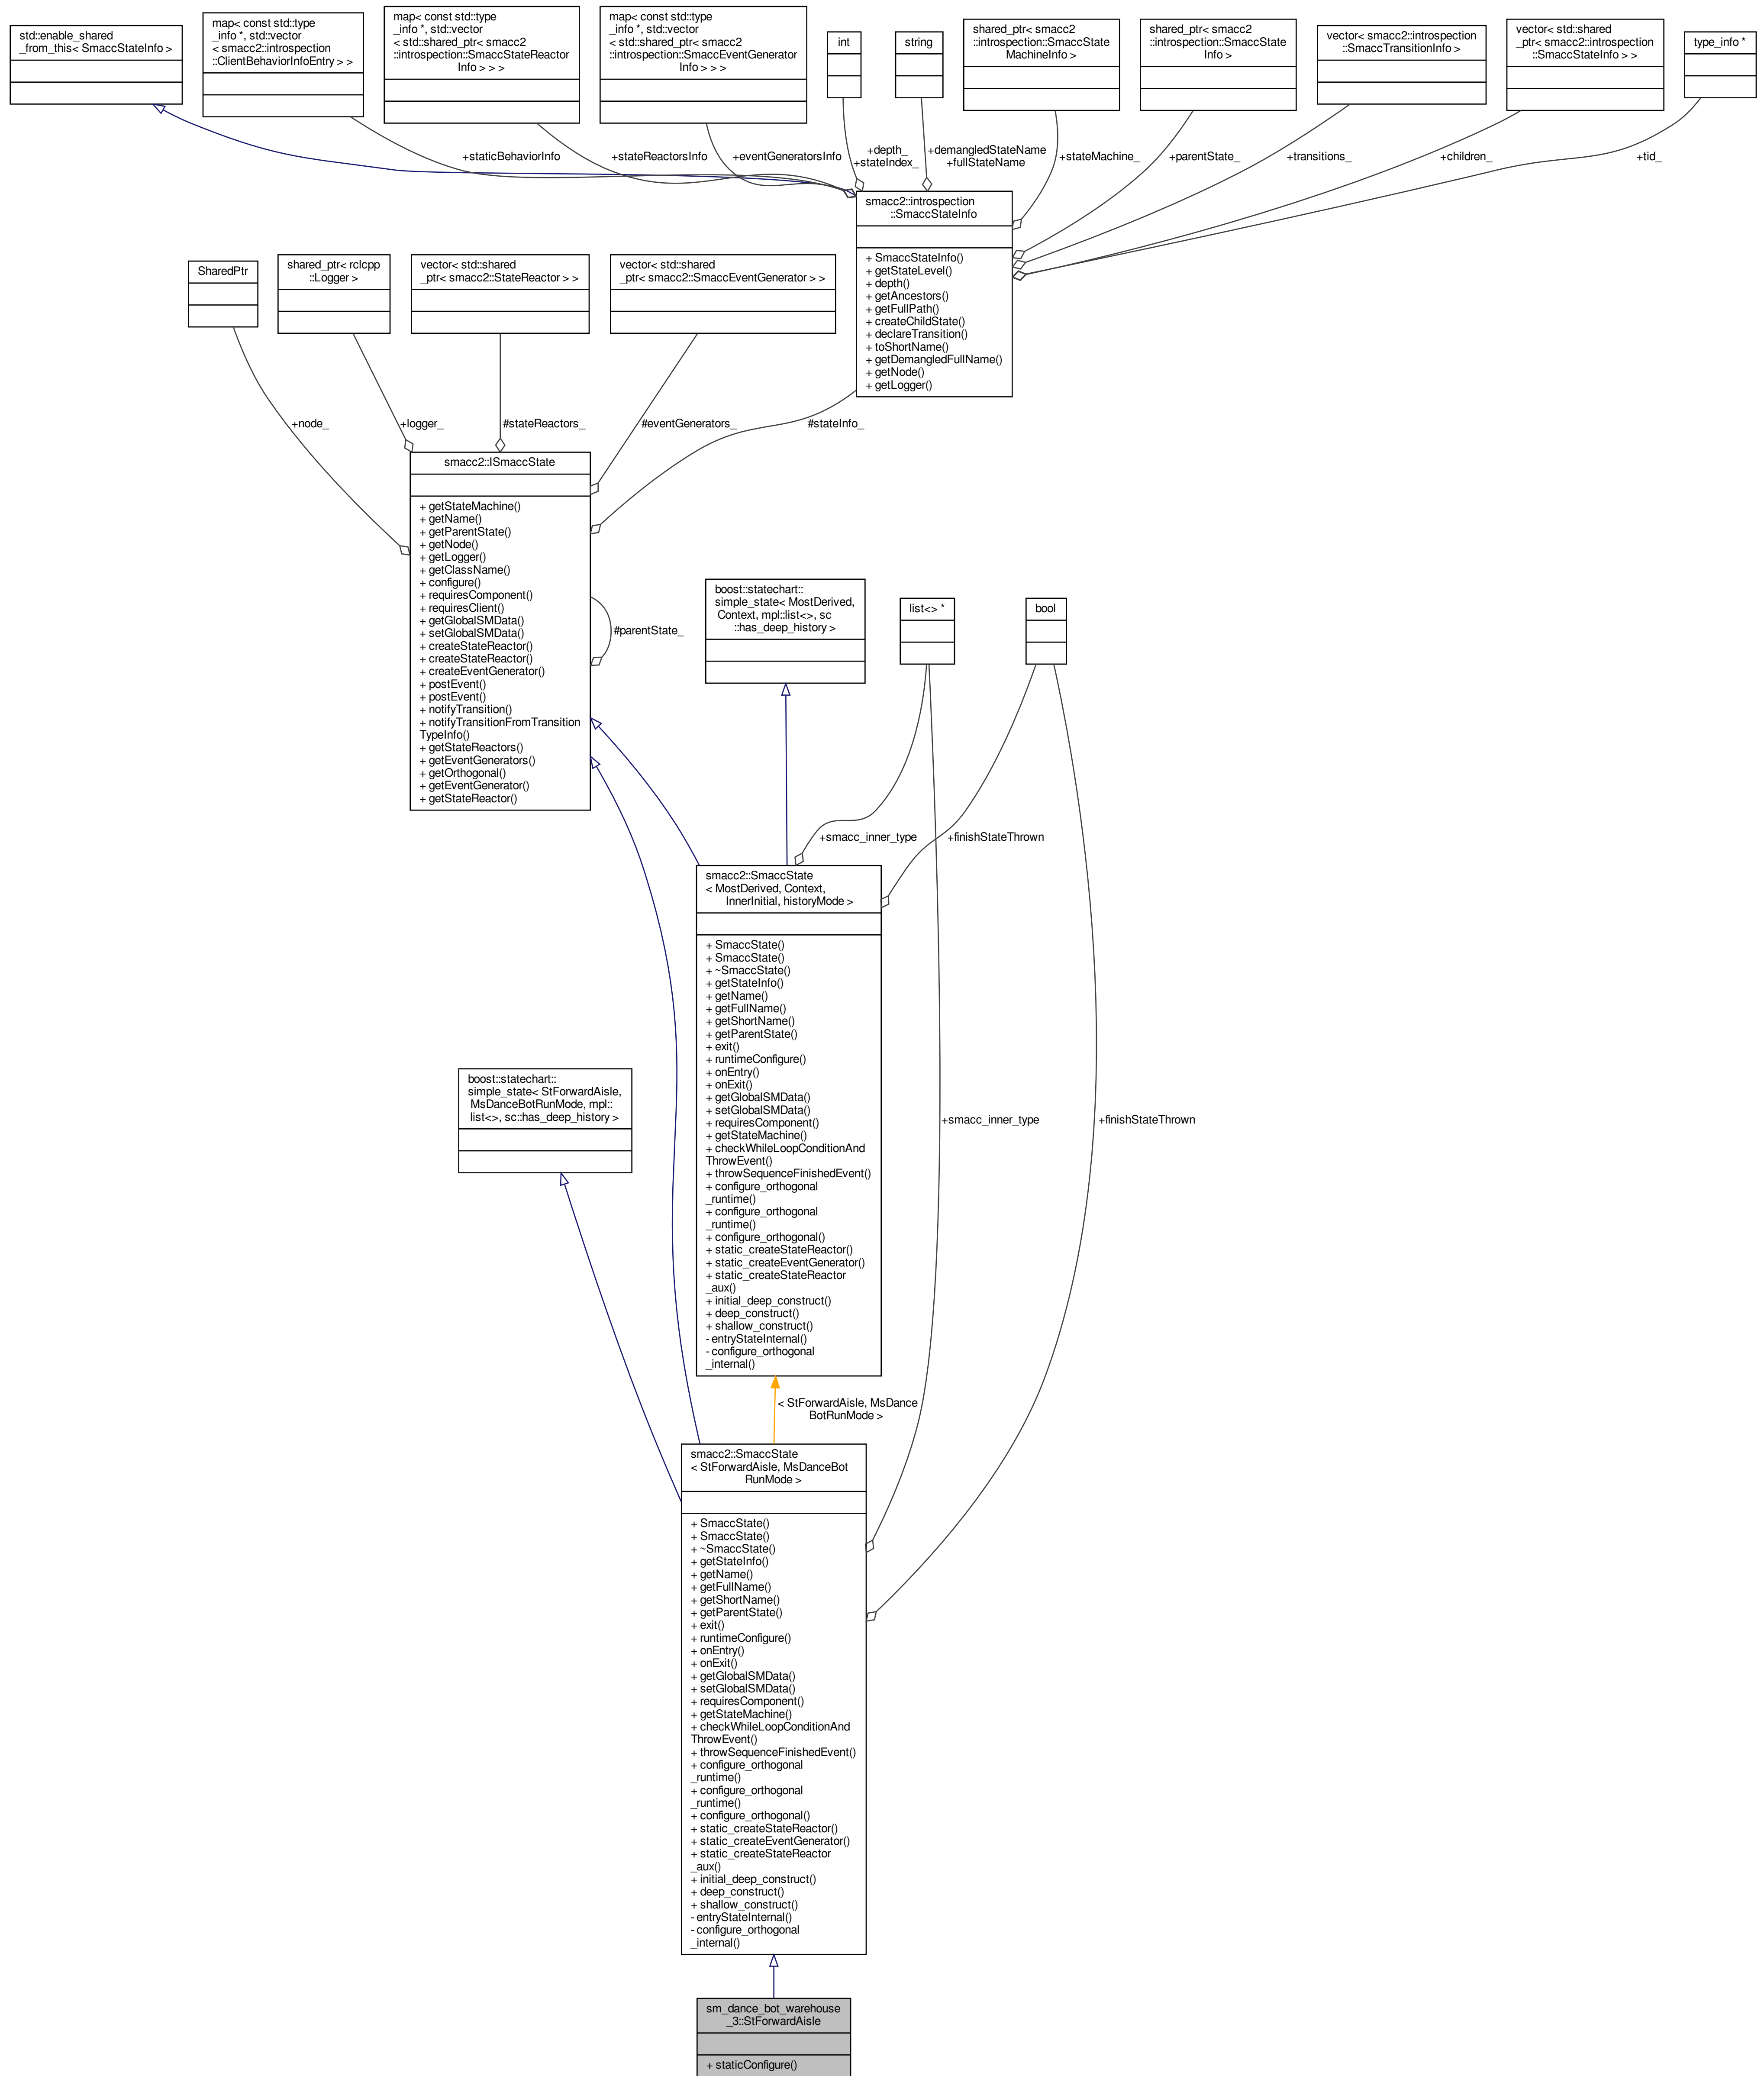 std::enable_shared
_from_this< SmaccStateInfo >
map< const std::type
_info *, std::vector
< smacc2::introspection
::ClientBehaviorInfoEntry > >
map< const std::type
_info *, std::vector
< std::shared_ptr< smacc2
::introspection::SmaccStateReactor
Info > > >
map< const std::type
_info *, std::vector
< std::shared_ptr< smacc2
::introspection::SmaccEventGenerator
Info > > >
int
string
shared_ptr< smacc2
::introspection::SmaccState
MachineInfo >
shared_ptr< smacc2
::introspection::SmaccState
Info >
vector< smacc2::introspection
::SmaccTransitionInfo >
vector< std::shared
_ptr< smacc2::introspection
::SmaccStateInfo > >
type_info *
+staticBehaviorInfo
+stateReactorsInfo
+eventGeneratorsInfo
+depth_
+stateIndex_
+demangledStateName
+fullStateName
+stateMachine_
+parentState_
+transitions_
+children_
+tid_
smacc2::introspection
::SmaccStateInfo
+ SmaccStateInfo()
+ getStateLevel()
+ depth()
+ getAncestors()
+ getFullPath()
+ createChildState()
+ declareTransition()
+ toShortName()
+ getDemangledFullName()
+ getNode()
+ getLogger()
SharedPtr
shared_ptr< rclcpp
::Logger >
vector< std::shared
_ptr< smacc2::StateReactor > >
vector< std::shared
_ptr< smacc2::SmaccEventGenerator > >
+node_
+logger_
#stateReactors_
#eventGenerators_
#stateInfo_
smacc2::ISmaccState
+ getStateMachine()
+ getName()
+ getParentState()
+ getNode()
+ getLogger()
+ getClassName()
+ configure()
+ requiresComponent()
+ requiresClient()
+ getGlobalSMData()
+ setGlobalSMData()
+ createStateReactor()
+ createStateReactor()
+ createEventGenerator()
+ postEvent()
+ postEvent()
+ notifyTransition()
+ notifyTransitionFromTransition
TypeInfo()
+ getStateReactors()
+ getEventGenerators()
+ getOrthogonal()
+ getEventGenerator()
+ getStateReactor()
#parentState_
boost::statechart::
simple_state< MostDerived,
Context, mpl::list<>, sc
::has_deep_history >
list<> *
bool
+smacc_inner_type
+finishStateThrown
smacc2::SmaccState
< MostDerived, Context,
InnerInitial, historyMode >
+ SmaccState()
+ SmaccState()
+ ~SmaccState()
+ getStateInfo()
+ getName()
+ getFullName()
+ getShortName()
+ getParentState()
+ exit()
+ runtimeConfigure()
+ onEntry()
+ onExit()
+ getGlobalSMData()
+ setGlobalSMData()
+ requiresComponent()
+ getStateMachine()
+ checkWhileLoopConditionAnd
ThrowEvent()
+ throwSequenceFinishedEvent()
+ configure_orthogonal
_runtime()
+ configure_orthogonal
_runtime()
+ configure_orthogonal()
+ static_createStateReactor()
+ static_createEventGenerator()
+ static_createStateReactor
_aux()
+ initial_deep_construct()
+ deep_construct()
+ shallow_construct()
- entryStateInternal()
- configure_orthogonal
_internal()
boost::statechart::
simple_state< StForwardAisle,
MsDanceBotRunMode, mpl::
list<>, sc::has_deep_history >
+smacc_inner_type
+finishStateThrown
< StForwardAisle, MsDance
BotRunMode >
smacc2::SmaccState
< StForwardAisle, MsDanceBot
RunMode >
+ SmaccState()
+ SmaccState()
+ ~SmaccState()
+ getStateInfo()
+ getName()
+ getFullName()
+ getShortName()
+ getParentState()
+ exit()
+ runtimeConfigure()
+ onEntry()
+ onExit()
+ getGlobalSMData()
+ setGlobalSMData()
+ requiresComponent()
+ getStateMachine()
+ checkWhileLoopConditionAnd
ThrowEvent()
+ throwSequenceFinishedEvent()
+ configure_orthogonal
_runtime()
+ configure_orthogonal
_runtime()
+ configure_orthogonal()
+ static_createStateReactor()
+ static_createEventGenerator()
+ static_createStateReactor
_aux()
+ initial_deep_construct()
+ deep_construct()
+ shallow_construct()
- entryStateInternal()
- configure_orthogonal
_internal()
sm_dance_bot_warehouse
_3::StForwardAisle
+ staticConfigure()